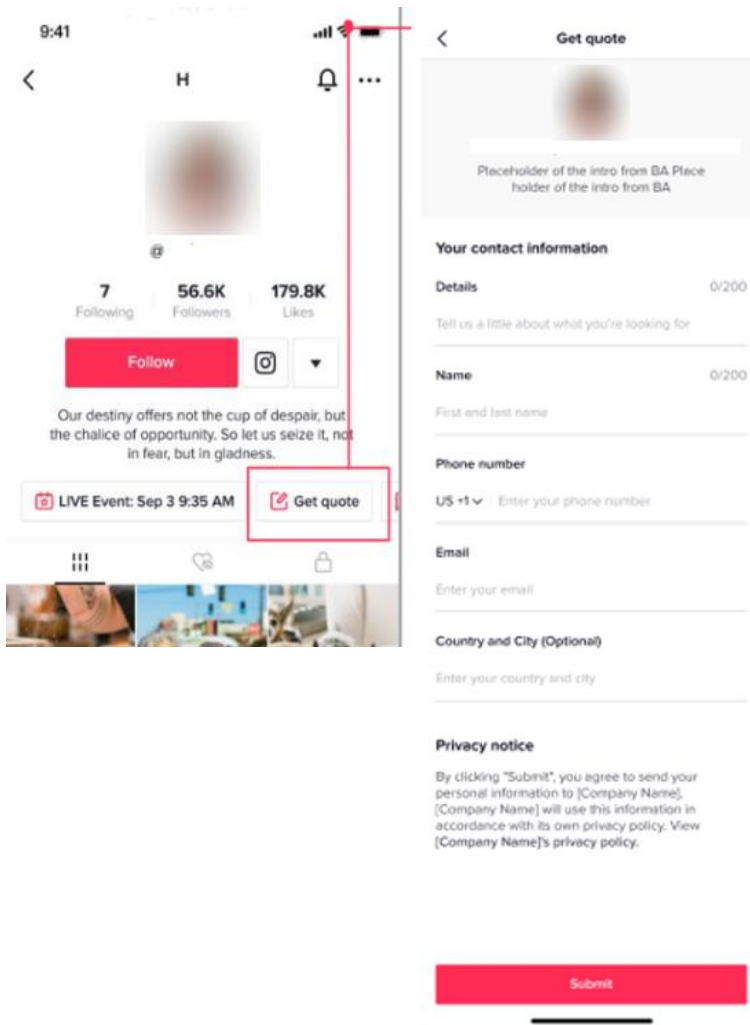 9:41
H
@
7
56.6K
179.8K
Following
Followers
Likes
Follow
Our destiny offers not the cup of despair, but
the chalice of opportunity. So let us seize it, not
in fear, but in gladness.
LIVE Event: Sep 3 9:35 AM
Get quote
Get quote
Placeholder of the intro from BA Place
holder of the intro from BA
Your contact information
Details 0/200
Tell us a little about what you're looking for
Name 0/200
First and last name
Phone number
US +1 Enter your phone number
Email
Enter your email
Country and City (Optional)
Enter your country and city
Privacy notice
By clicking "Submit", you agree to send your
personal information to [Company Name].
[Company Name] will use this information in
accordance with its own privacy policy. View
[Company Name]'s privacy policy.
Submit